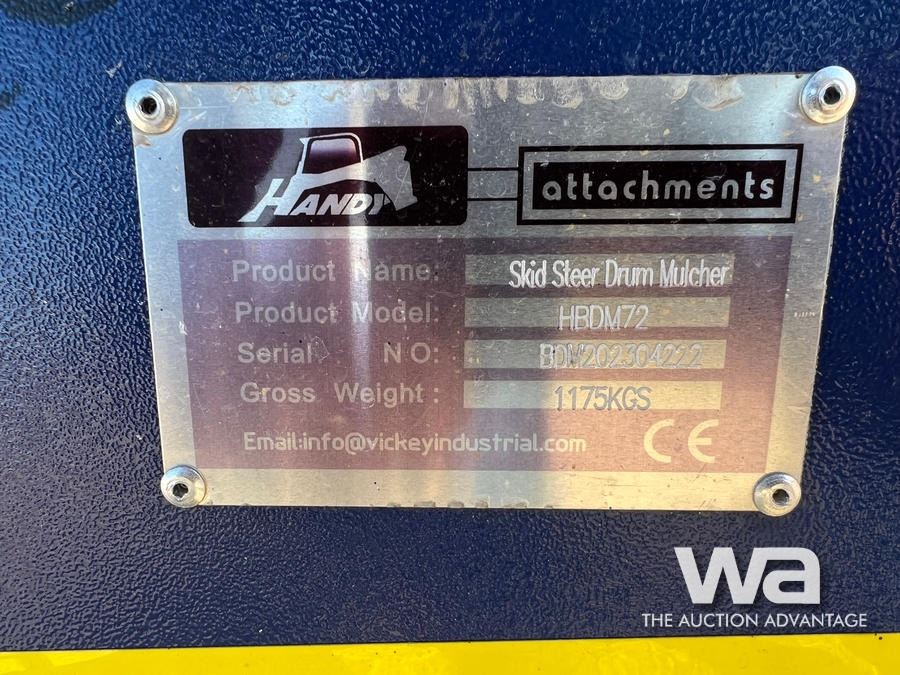 HANDY
attachments
Product Name: Skid Steer Drum Mulcher
Product Model: HBDM72
Serial NO: BDM202304222
Gross Weight: 1175KGS
Email:info@vickeyindustrial.com CE
wa
THE AUCTION ADVANTAGE